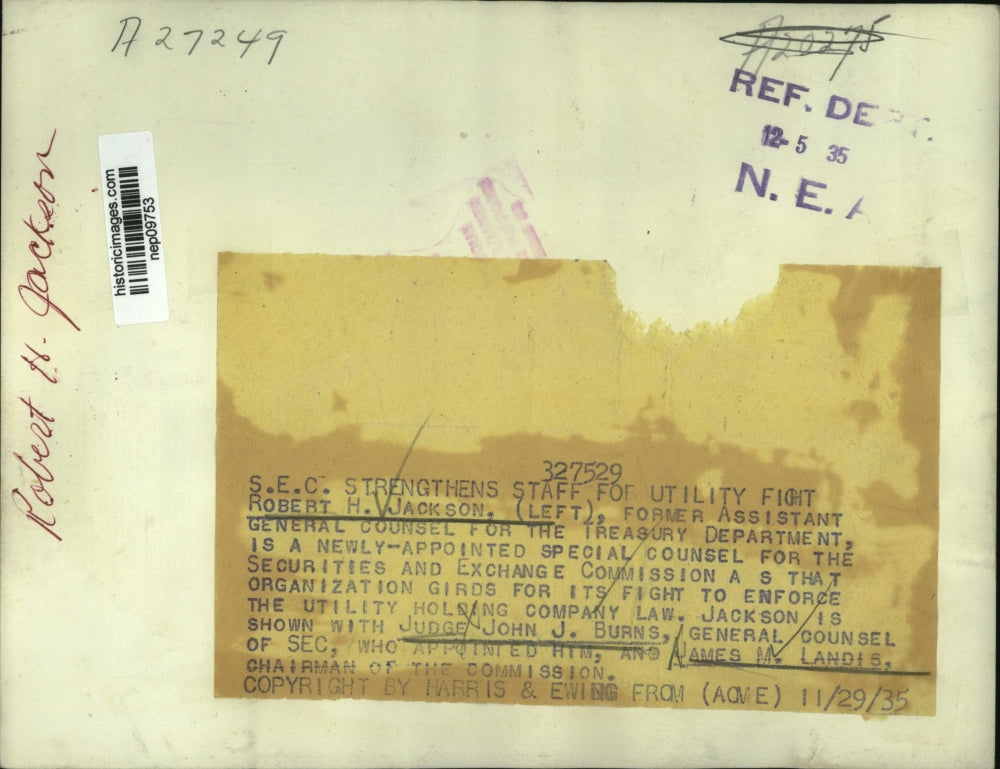 A 27249
REF. DEPT.
12-5 35
N. E. A
Robert H. Jackson
historicimages.com
nep09753
327529
S.E.C. STRENGTHENS STAFF FOR UTILITY FIGHT
ROBERT H. JACKSON, (LEFT), FORMER ASSISTANT
GENERAL COUNSEL FOR THE TREASURY DEPARTMENT,
IS A NEWLY-APPOINTED SPECIAL COUNSEL FOR THE
SECURITIES AND EXCHANGE COMMISSION A S THAT
ORGANIZATION GIRDS FOR ITS FIGHT TO ENFORCE
THE UTILITY HOLDING COMPANY LAW. JACKSON IS
SHOWN WITH JUDGE JOHN J. BURNS, GENERAL COUNSEL
OF SEC, WHO APPOINTED HIM, AND JAMES M. LANDIS,
CHAIRMAN OF THE COMMISSION.
COPYRIGHT BY HARRIS & EWING FROM (ACME) 11/29/35